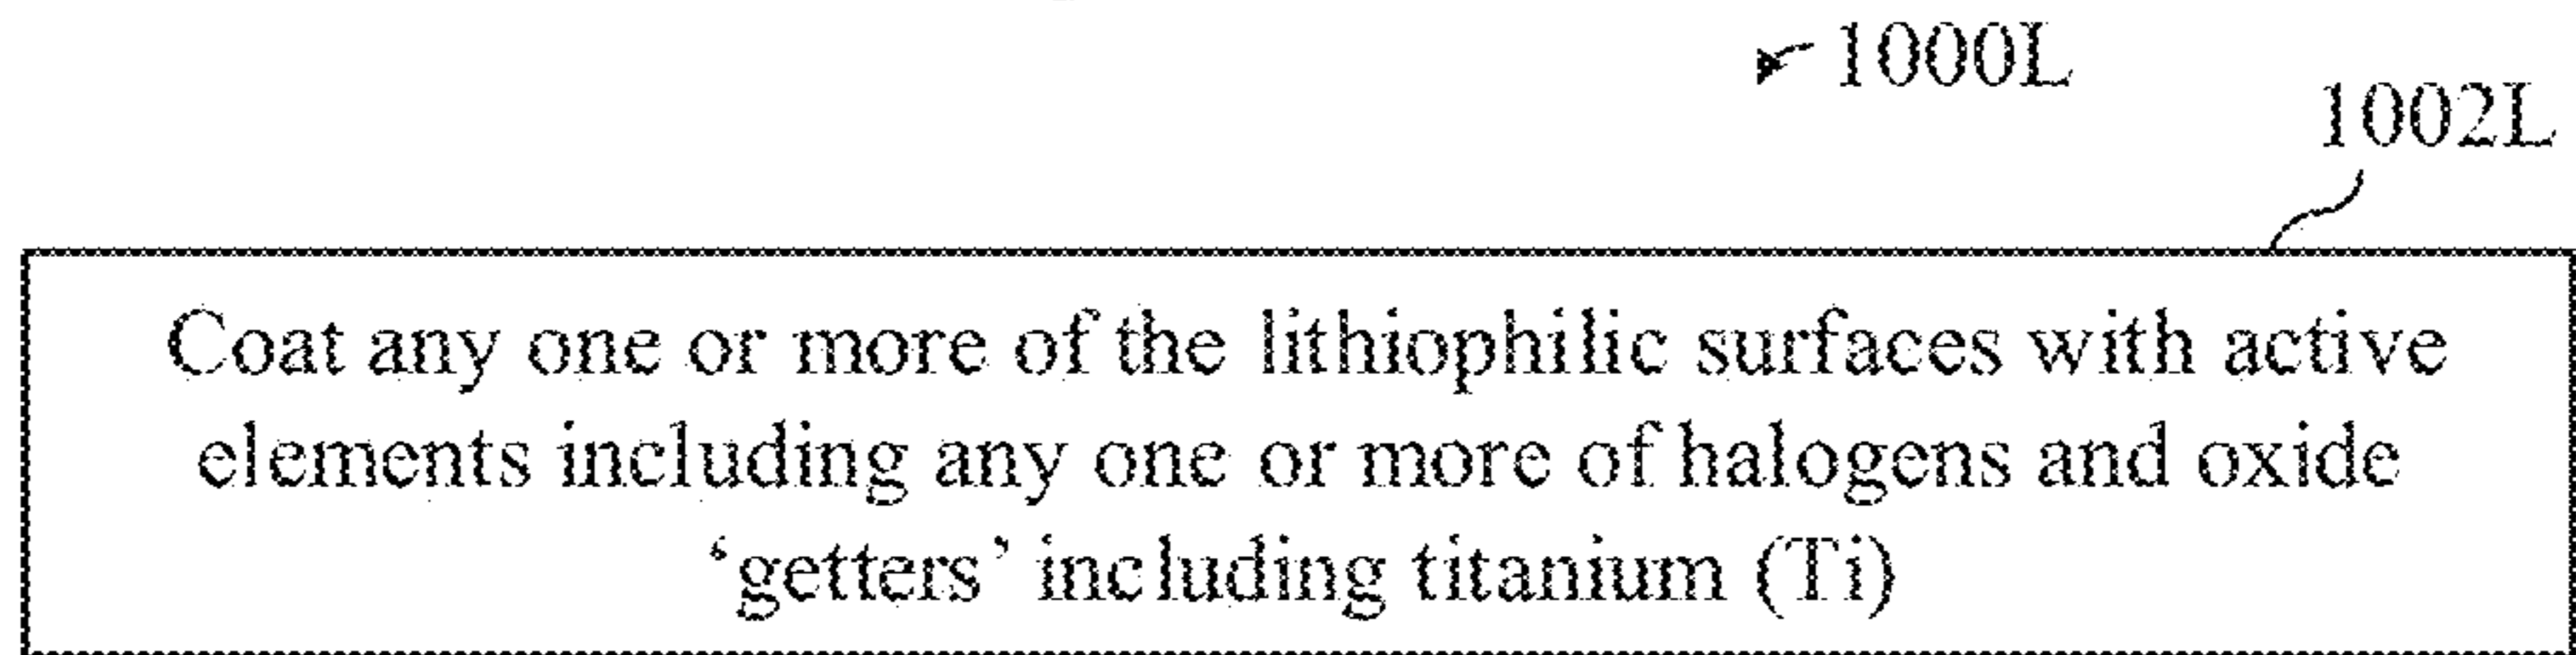 1000L
1002L
Coat any one or more of the lithiophilic surfaces with active
elements including any one or more of halogens and oxide
‘getters’ including titanium (Ti)